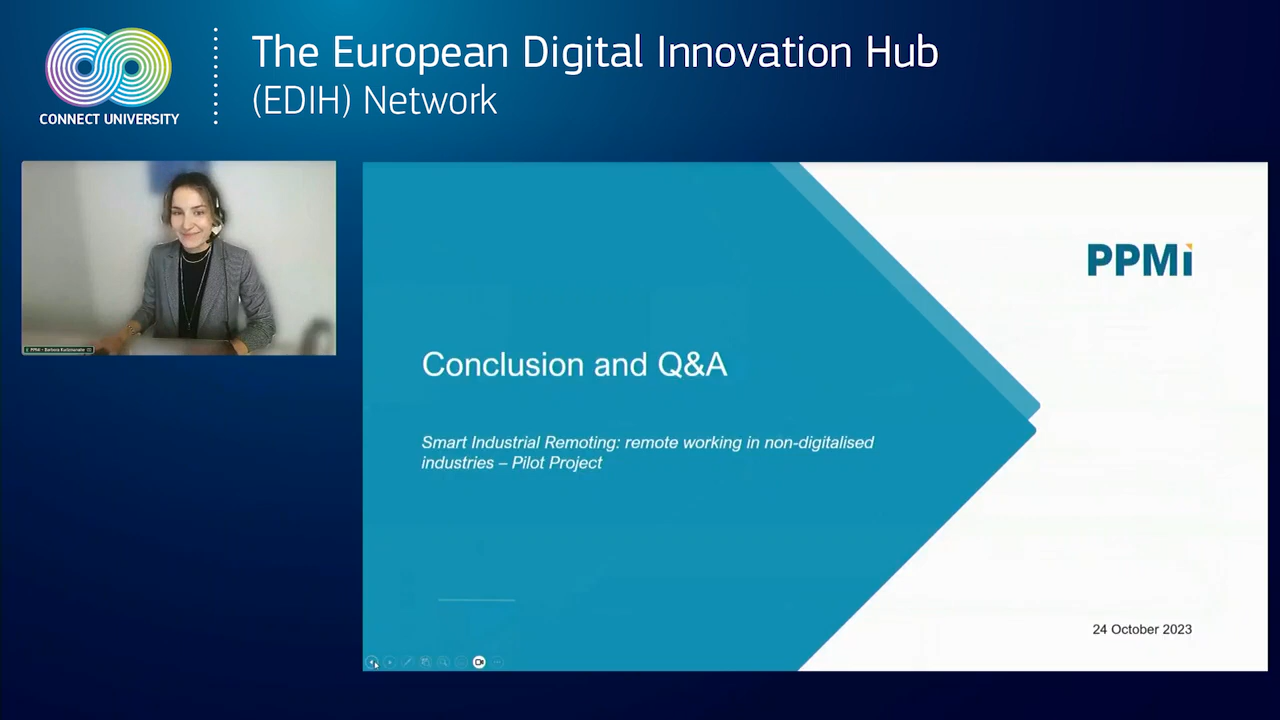 The European Digital Innovation Hub
(EDIH) Network
CONNECT UNIVERSITY
PPMi
Conclusion and Q&A
Smart Industrial Remoting: remote working in non-digitalised
industries – Pilot Project
24 October 2023